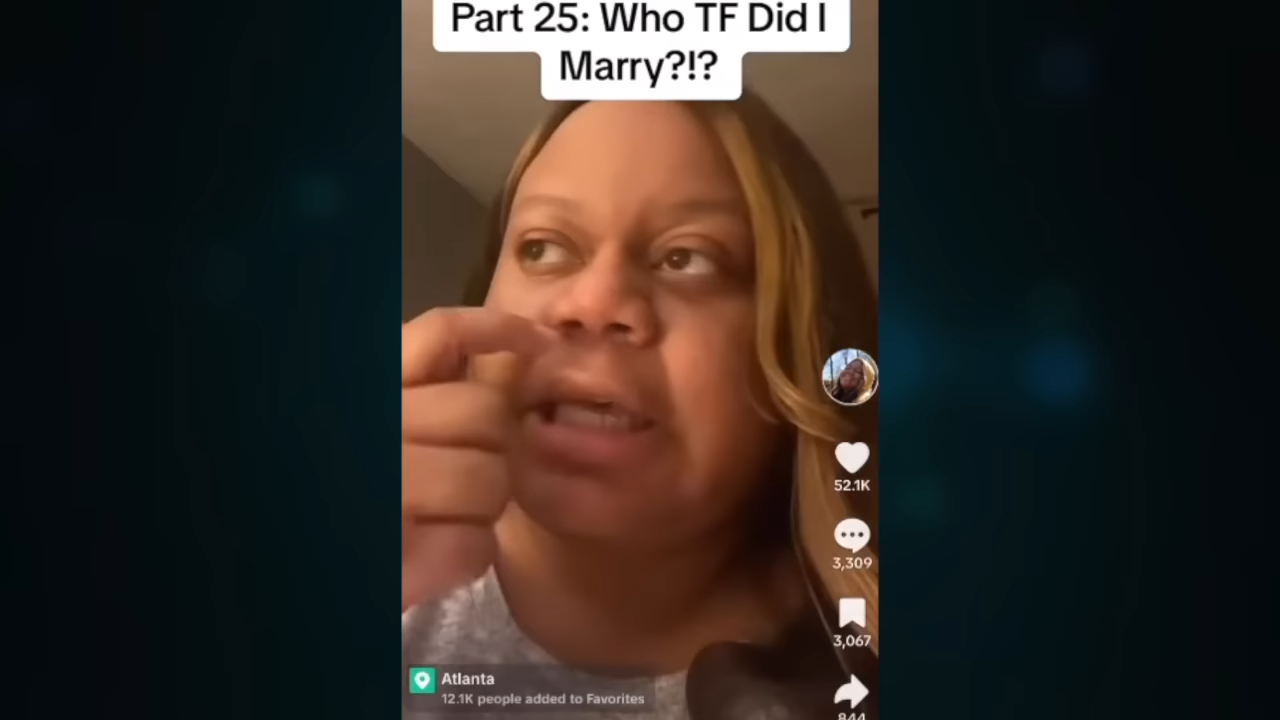 Part 25: Who TF Did I
Marry?!?
52.1K
3,309
3,067
Atlanta
12.1K people added to Favorites
844